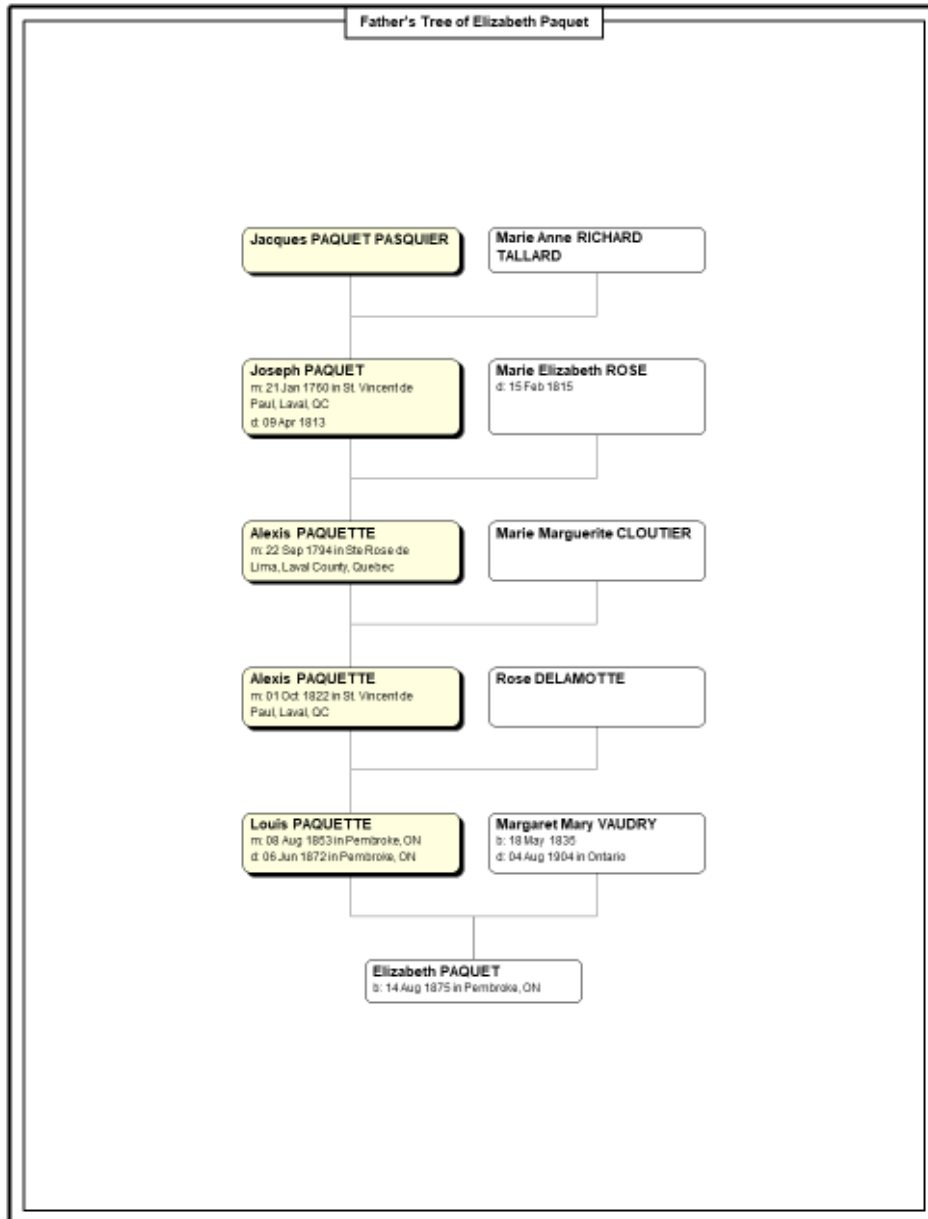 Father's Tree of Elizabeth Paquet
Jacques PAQUET PASQUIER
Marie Anne RICHARD
TALLARD
Joseph PAQUET
m: 21 Jan 1760 in St. Vincent de
Paul, Laval, QC
d: 09 Apr 1813
Marie Elizabeth ROSE
d: 15 Feb 1815
Alexis PAQUETTE
m: 22 Sep 1794 in Ste Rose de
Lima, Laval County, Quebec
Marie Marguerite CLOUTIER
Alexis PAQUETTE
m: 01 Oct 1822 in St. Vincent de
Paul, Laval, QC
Rose DELAMOTTE
Louis PAQUETTE
m: 08 Aug 1853 in Pembroke, ON
d: 06 Jun 1872 in Pembroke, ON
Margaret Mary VAUDRY
b: 18 May 1835
d: 04 Aug 1904 in Ontario
Elizabeth PAQUET
b: 14 Aug 1875 in Pembroke, ON